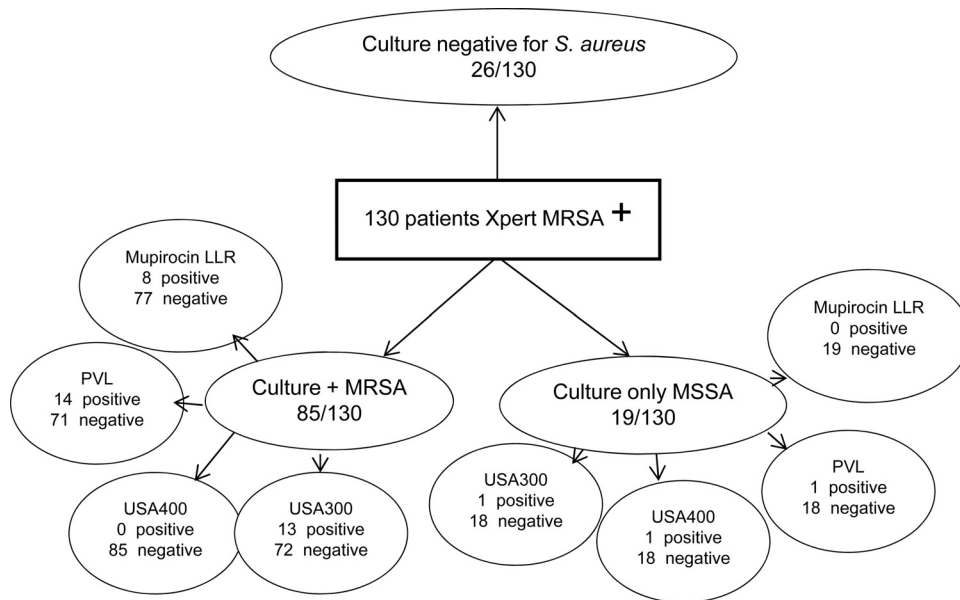 Culture negative for S. aureus
26/130
130 patients Xpert MRSA +
Mupirocin LLR
8 positive
77 negative
Mupirocin LLR
0 positive
19 negative
PVL
14 positive
71 negative
Culture + MRSA
85/130
Culture only MSSA
19/130
USA400
0 positive
85 negative
USA300
13 positive
72 negative
USA300
1 positive
18 negative
USA400
1 positive
18 negative
PVL
1 positive
18 negative